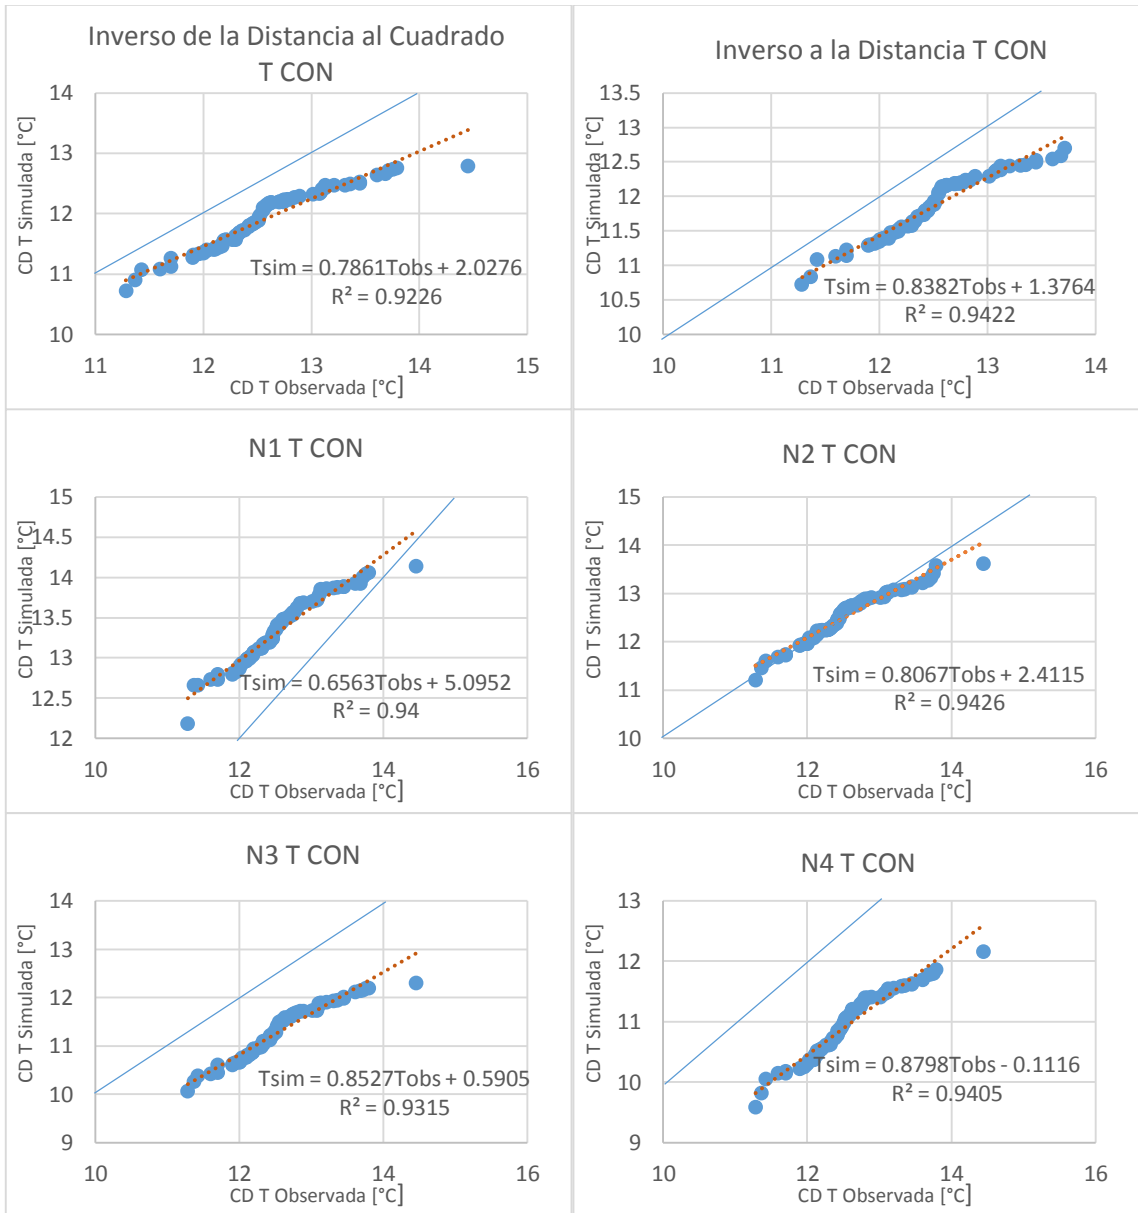 Inverso de la Distancia al Cuadrado
T CON
CD T Simulada [°C]
14
13
12
11
10
11
12
13
14
15
CD T Observada [°C]
Tsim = 0.7861Tobs + 2.0276
R² = 0.9226
Inverso a la Distancia T CON
CD T Simulada [°C]
13.5
13
12.5
12
11.5
11
10.5
10
10
11
12
13
14
CD T Observada [°C]
Tsim = 0.8382Tobs + 1.3764
R² = 0.9422
N1 T CON
CD T Simulada [°C]
15
14.5
14
13.5
13
12.5
12
10
12
14
16
CD T Observada [°C]
Tsim = 0.6563Tobs + 5.0952
R² = 0.94
N2 T CON
CD T Simulada [°C]
15
14
13
12
11
10
10
12
14
16
CD T Observada [°C]
Tsim = 0.8067Tobs + 2.4115
R² = 0.9426
N3 T CON
CD T Simulada [°C]
14
13
12
11
10
9
10
12
14
16
CD T Observada [°C]
Tsim = 0.8527Tobs + 0.5905
R² = 0.9315
N4 T CON
CD T Simulada [°C]
13
12
11
10
9
10
12
14
16
CD T Observada [°C]
Tsim = 0.8798Tobs - 0.1116
R² = 0.9405